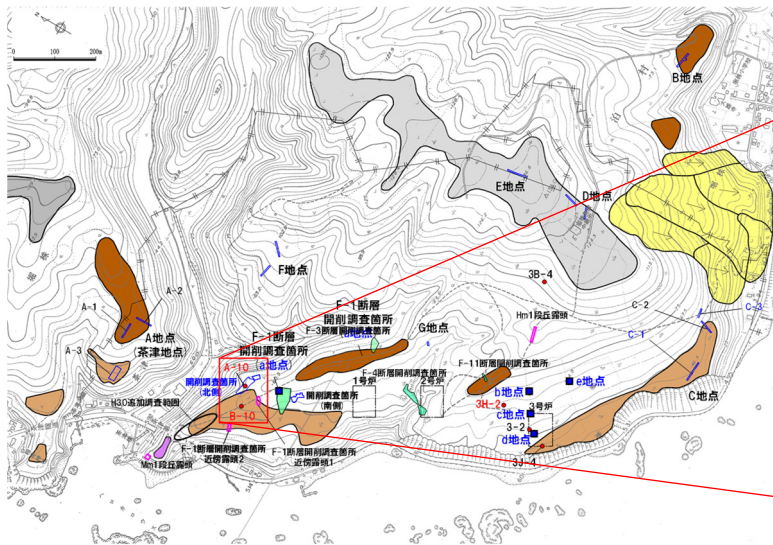 0 100 200m
B地点
E地点
D地点
F地点
3B-4
Hm1段丘露頭
C-2
C-3
C-1
C地点
A-1
A-2
A-3
A地点
(茶津地点)
F-1断層
開削調査箇所
F-3断層開削調査箇所
(d地点)
G地点
F-1断層
開削調査箇所
(a地点)
A-10
開削調査箇所
(北側)
開削調査箇所
(南側)
B-10
F-4断層開削調査箇所
F-11断層開削調査箇所
1号炉
2号炉
3号炉
e地点
b地点
3H-2
c地点
3-2
d地点
3J-4
H30追加調査範囲
Mm1段丘露頭
F-1断層開削調査箇所
近傍露頭2
F-1断層開削調査箇所
近傍露頭1